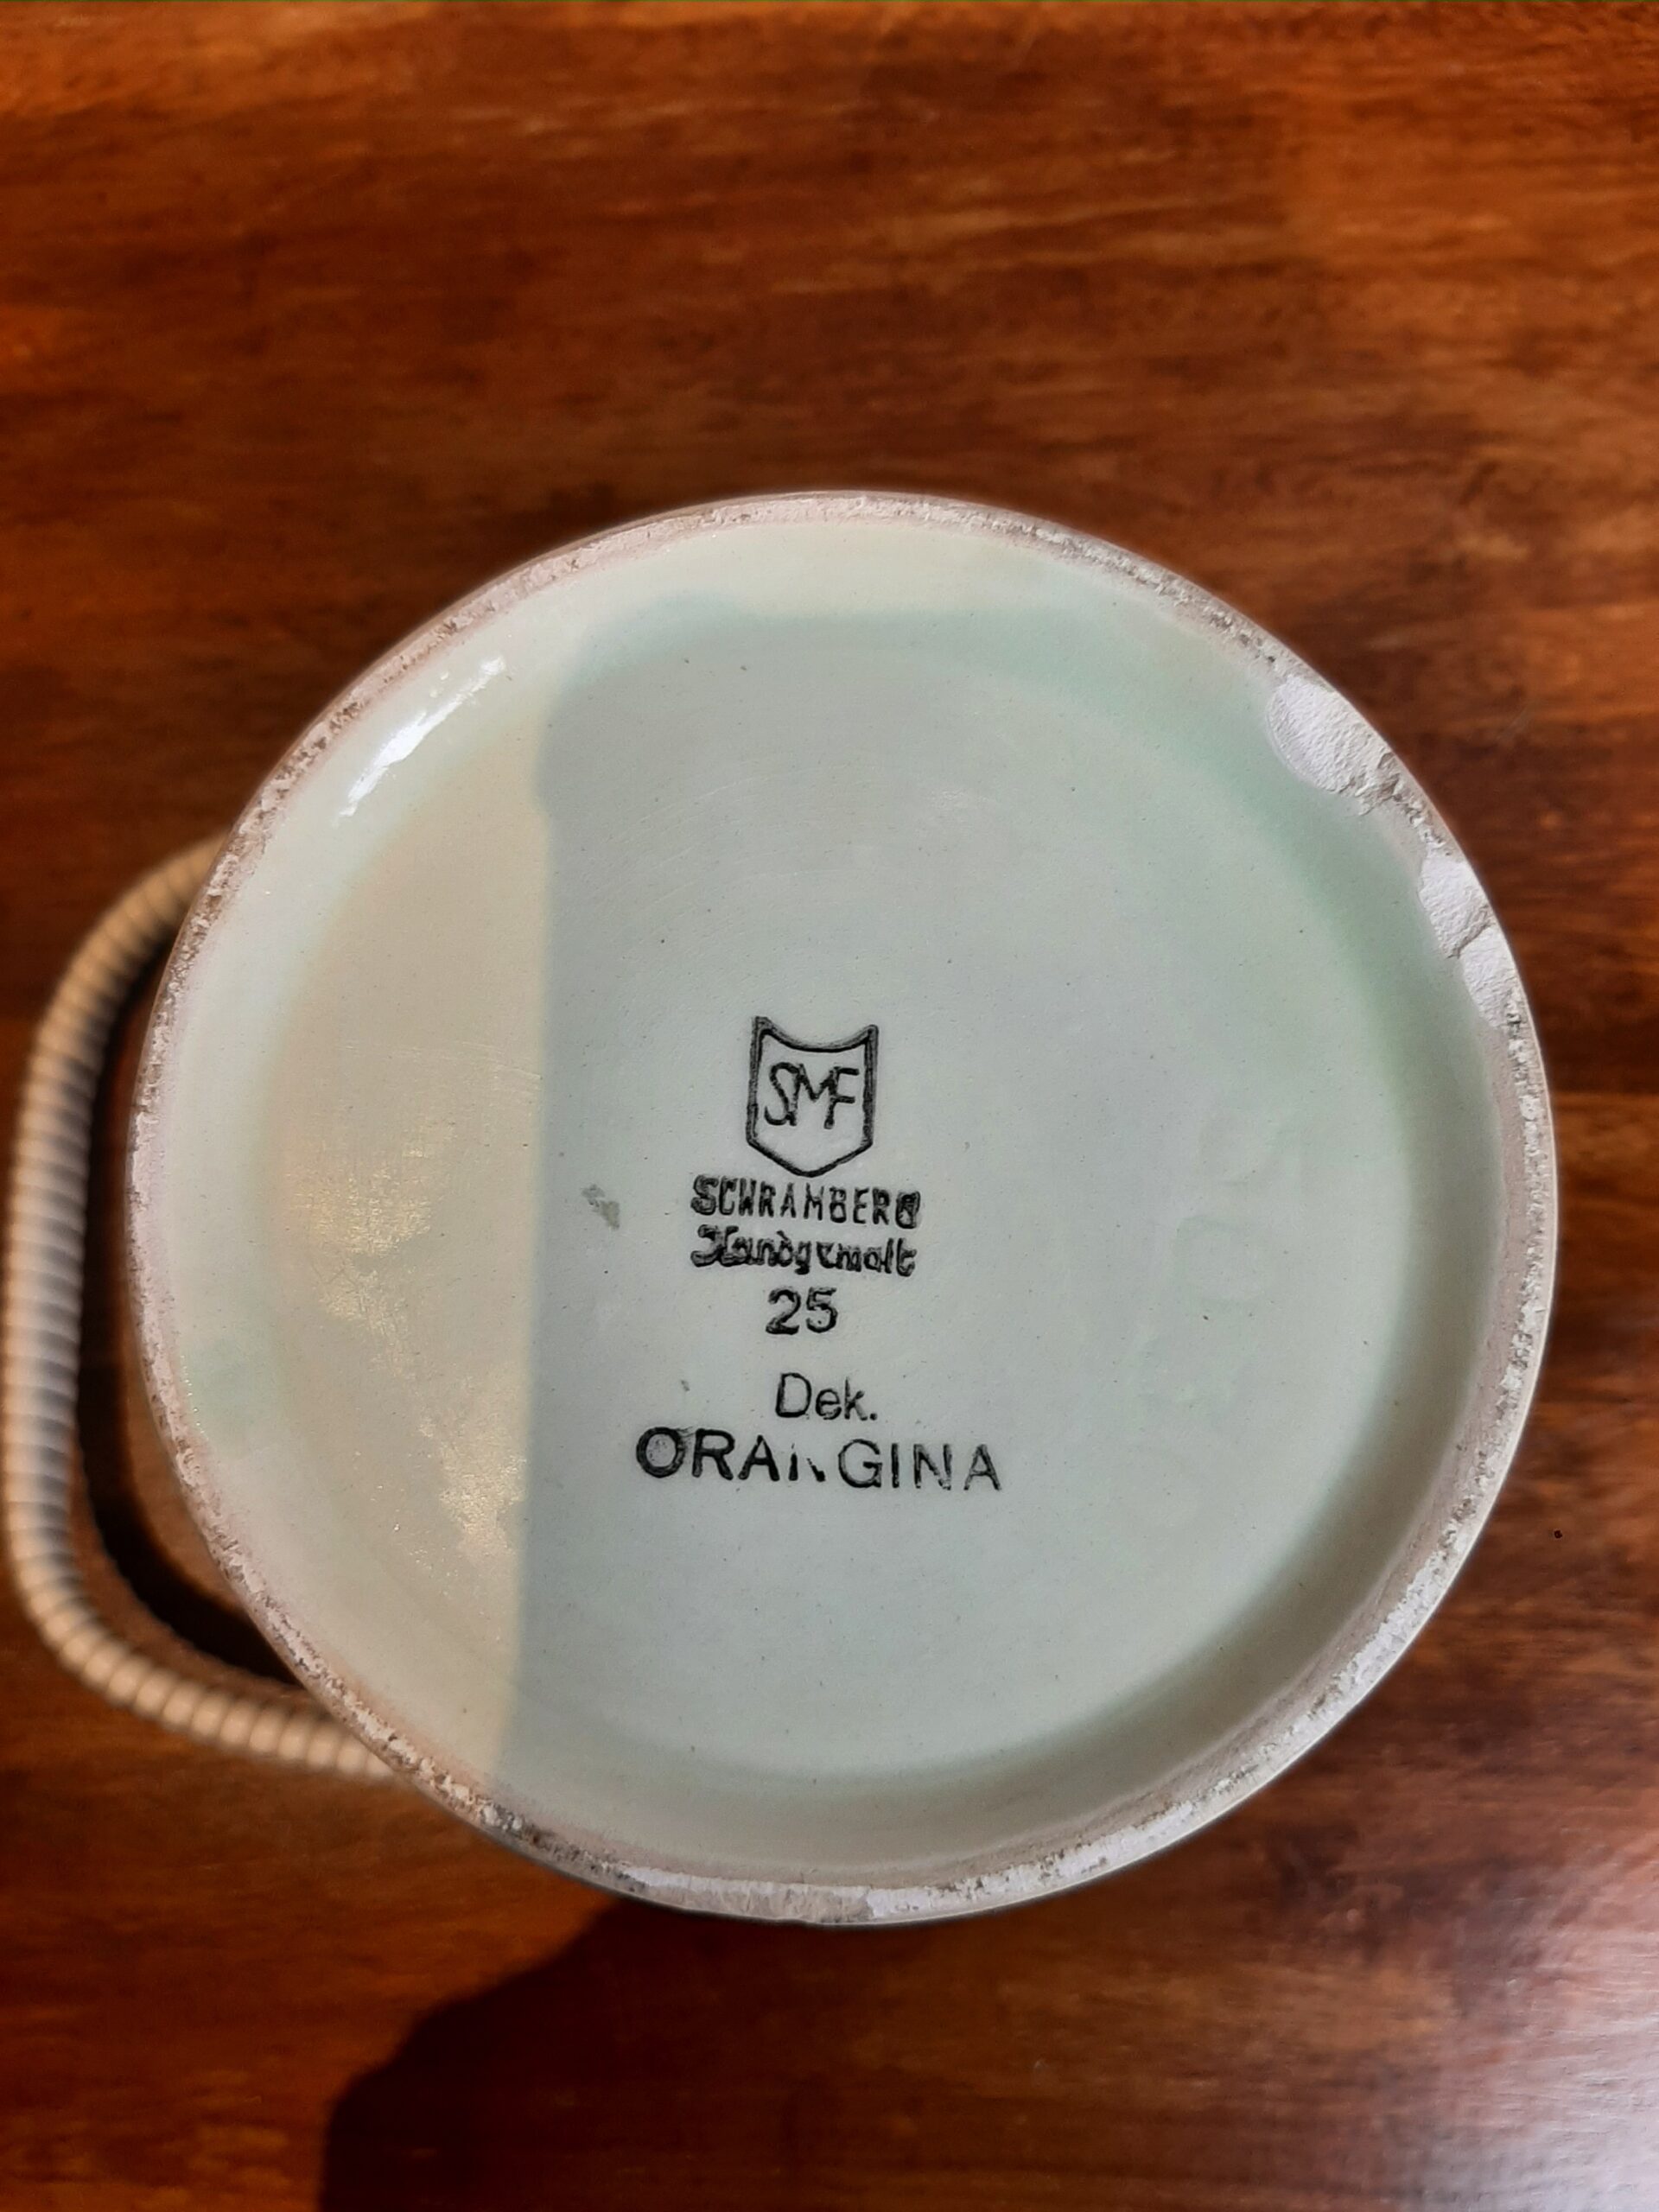 SMF
SCHRAMBERG
Handgemalt
25
Dek.
ORANGINA